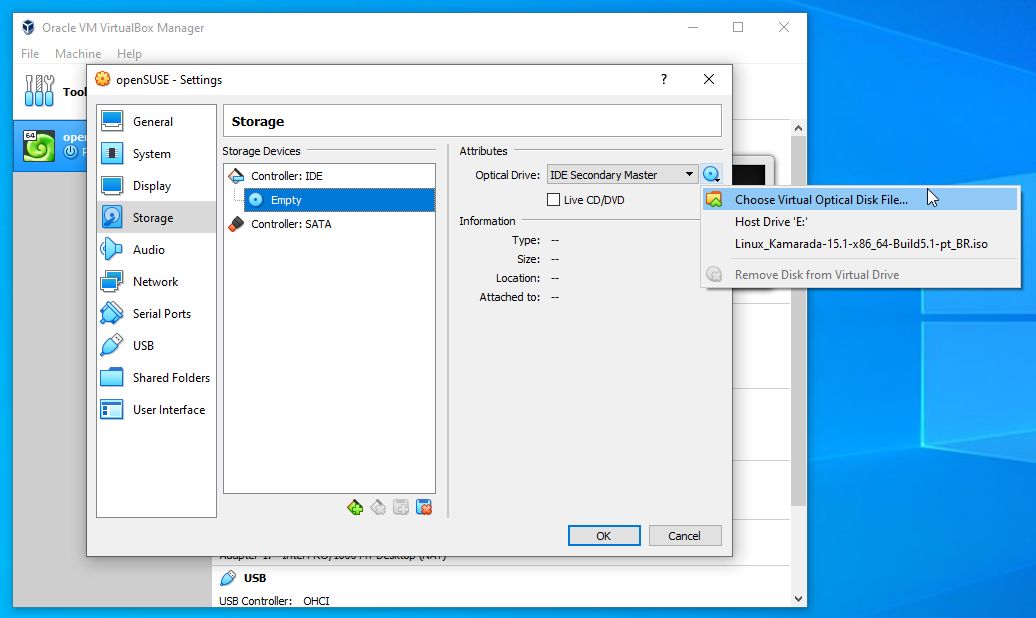 Oracle VM VirtualBox Manager
File Machine Help
Tool
64
open
openSUSE - Settings
?
General
System
Display
Storage
Audio
Network
Serial Ports
USB
Shared Folders
User Interface
Storage
Storage Devices
Controller: IDE
Empty
Controller: SATA
Attributes
Optical Drive: IDE Secondary Master
Live CD/DVD
Information
Type: --
Size: --
Location: --
Attached to: --
Choose Virtual Optical Disk File...
Host Drive 'E:'
Linux_Kamarada-15.1-x86_64-Build5.1-pt_BR.iso
Remove Disk from Virtual Drive
OK
Cancel
Adapter 1: Intel PRO/1000 MT Desktop (NAT)
USB
USB Controller: OHCI